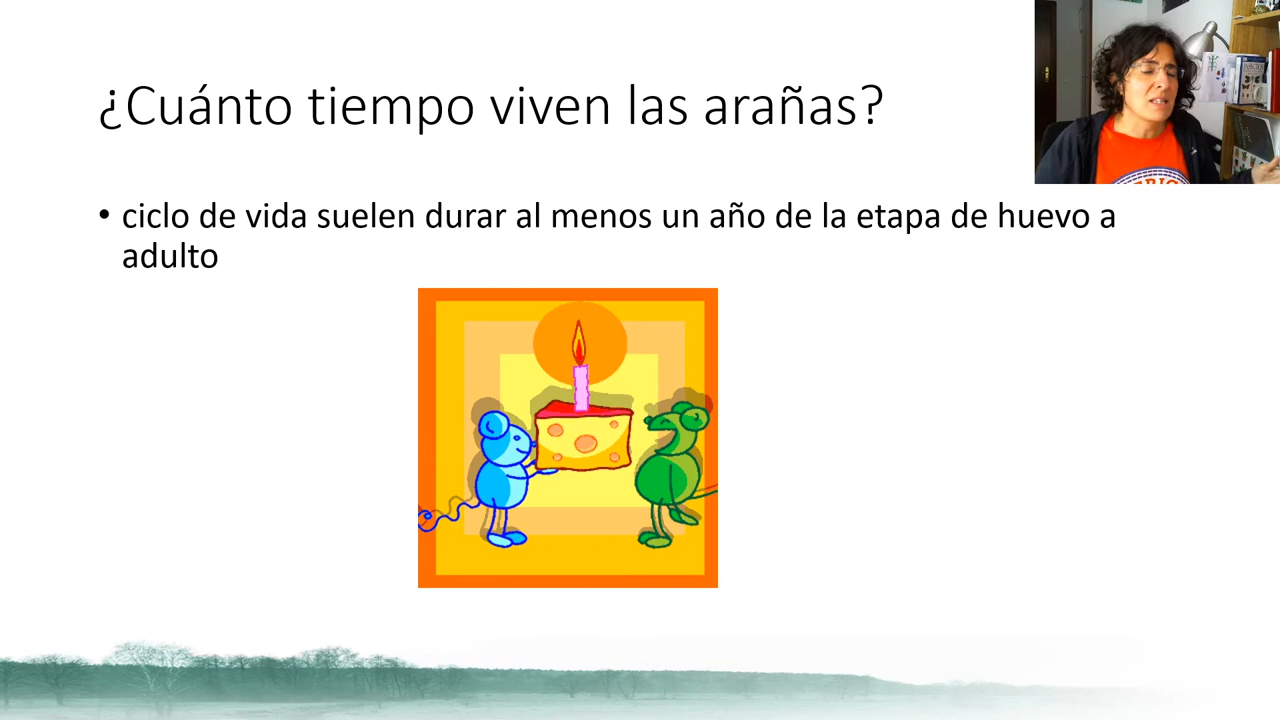 ¿Cuánto tiempo viven las arañas?
• ciclo de vida suelen durar al menos un año de la etapa de huevo a
adulto